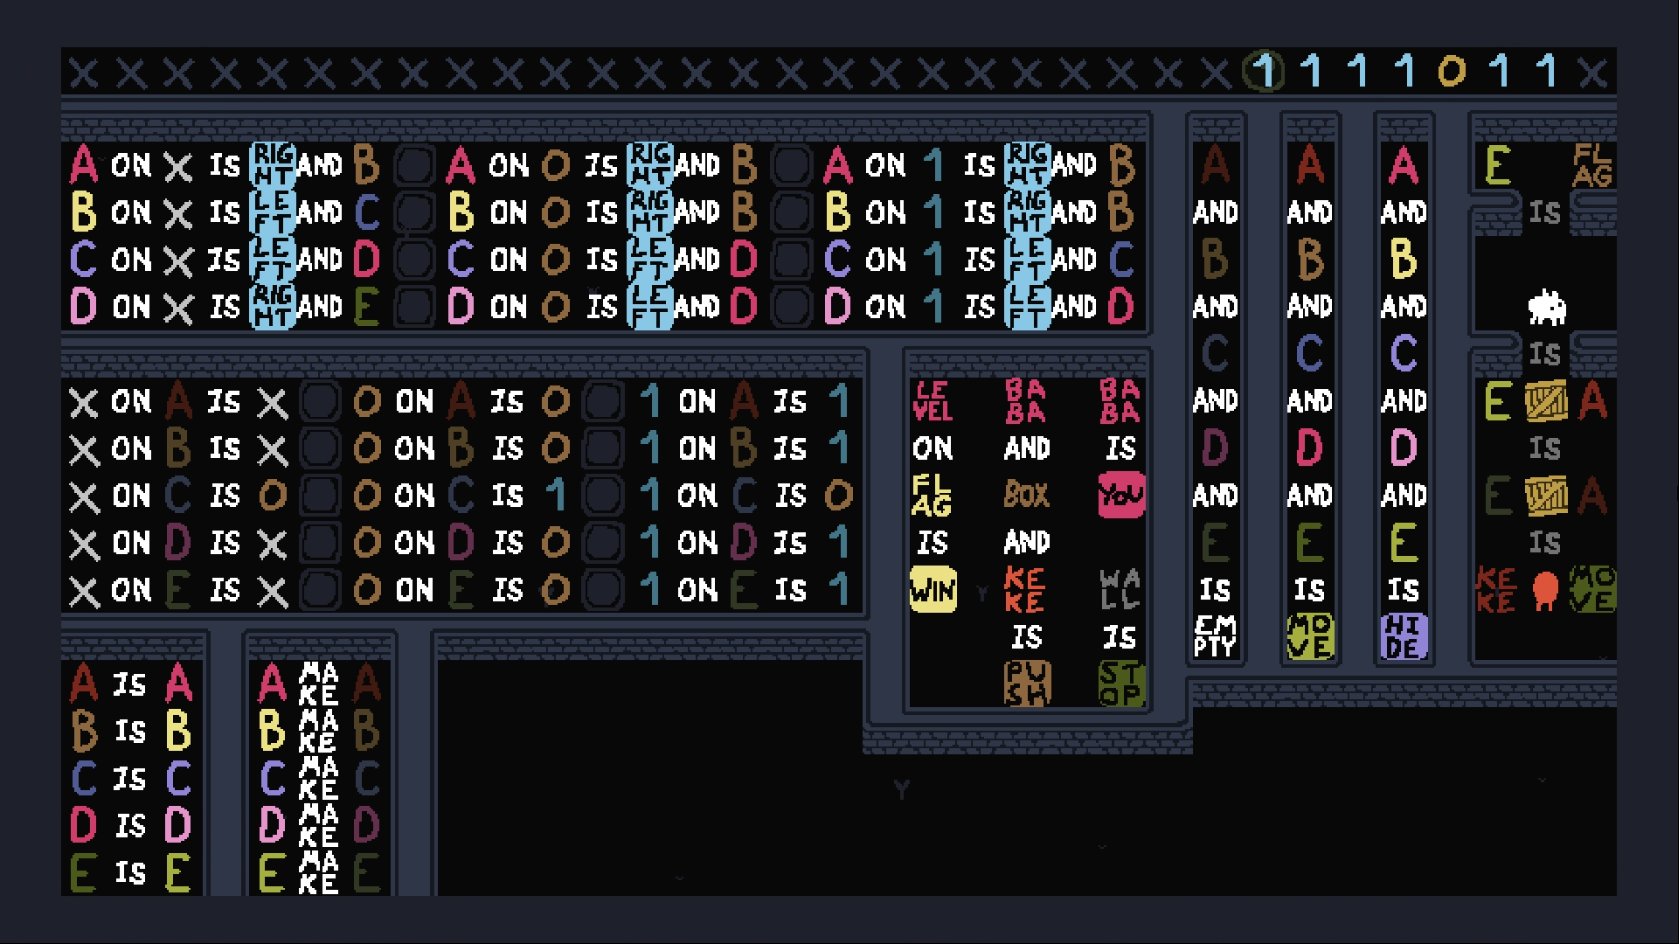 X X X X X X X X X X X X X X X X X X X X X X X X X 1 1 1 1 0 1 1 X
A ON X IS RIGHT AND B A ON 0 IS RIGHT AND B A ON 1 IS RIGHT AND B
B ON X IS LEFT AND C B ON 0 IS RIGHT AND B B ON 1 IS RIGHT AND B
C ON X IS LEFT AND D C ON 0 IS LEFT AND D C ON 1 IS LEFT AND C
D ON X IS RIGHT AND E D ON 0 IS LEFT AND D D ON 1 IS LEFT AND D
X ON A IS X 0 ON A IS 0 1 ON A IS 1
X ON B IS X 0 ON B IS 0 1 ON B IS 1
X ON C IS 0 0 ON C IS 1 1 ON C IS 0
X ON D IS X 0 ON D IS 0 1 ON D IS 1
X ON E IS X 0 ON E IS 0 1 ON E IS 1
LEVEL ON FLAG IS WIN
BABA AND BOX AND KEKE IS PUSH
BABA IS YOU
WALL IS STOP
A AND B AND C AND D AND E IS EMPTY
A AND B AND C AND D AND E IS MOVE
A AND B AND C AND D AND E IS HIDE
E FLAG
IS
IS
E A
IS
E A
IS
KEKE MOVE
A IS A
B IS B
C IS C
D IS D
E IS E
A MAKE A
B MAKE B
C MAKE C
D MAKE D
E MAKE E